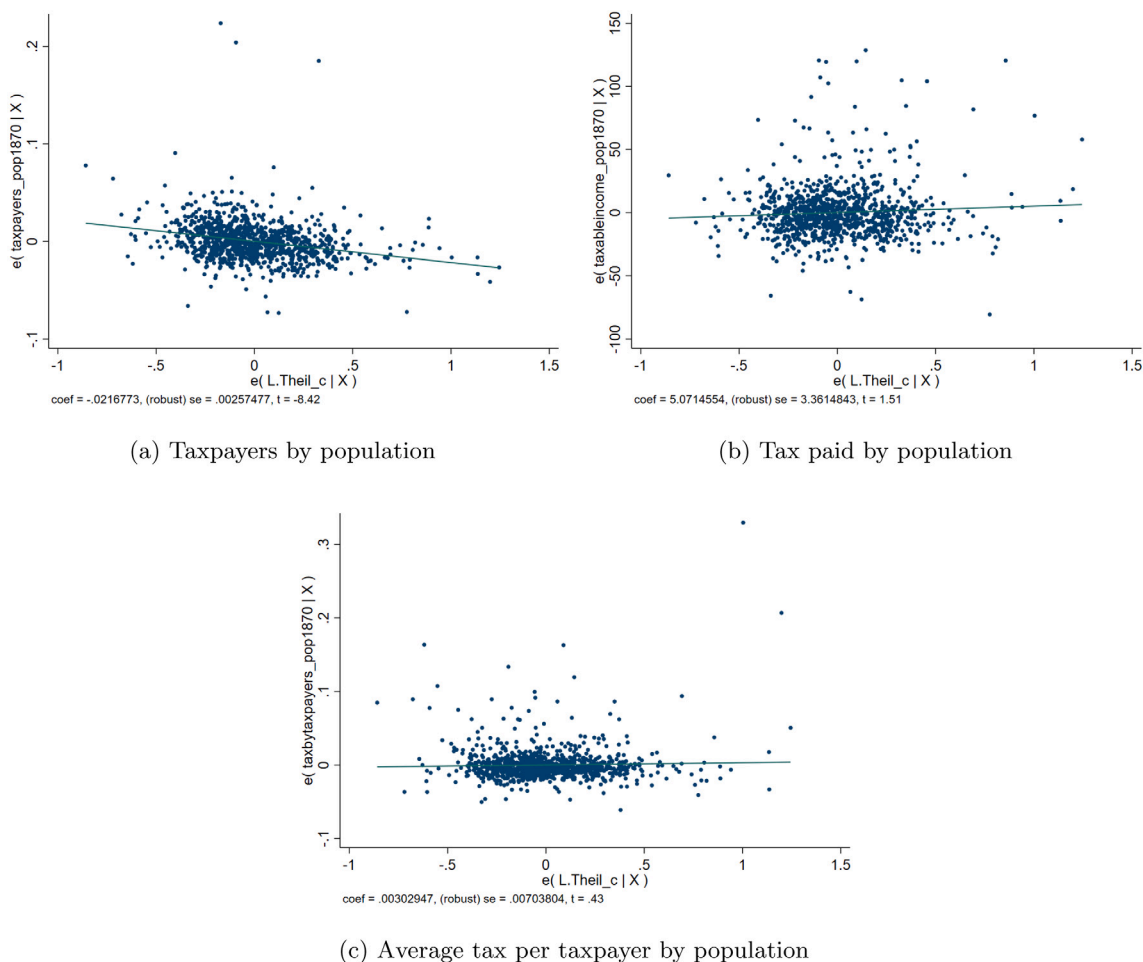 e( taxpayers_pop1870 | X )
.2
.1
0
-.1
-1 -.5 0 .5 1 1.5
e( L.Theil_c | X )
coef = -.0216773, (robust) se = .00257477, t = -8.42
(a) Taxpayers by population
e( taxableincome_pop1870 | X )
150
100
50
0
-50
-100
-1 -.5 0 .5 1 1.5
e( L.Theil_c | X )
coef = 5.0714554, (robust) se = 3.3614843, t = 1.51
(b) Tax paid by population
e( taxbytaxpayers_pop1870 | X )
.3
.2
.1
0
-.1
-1 -.5 0 .5 1 1.5
e( L.Theil_c | X )
coef = .00302947, (robust) se = .00703804, t = .43
(c) Average tax per taxpayer by population